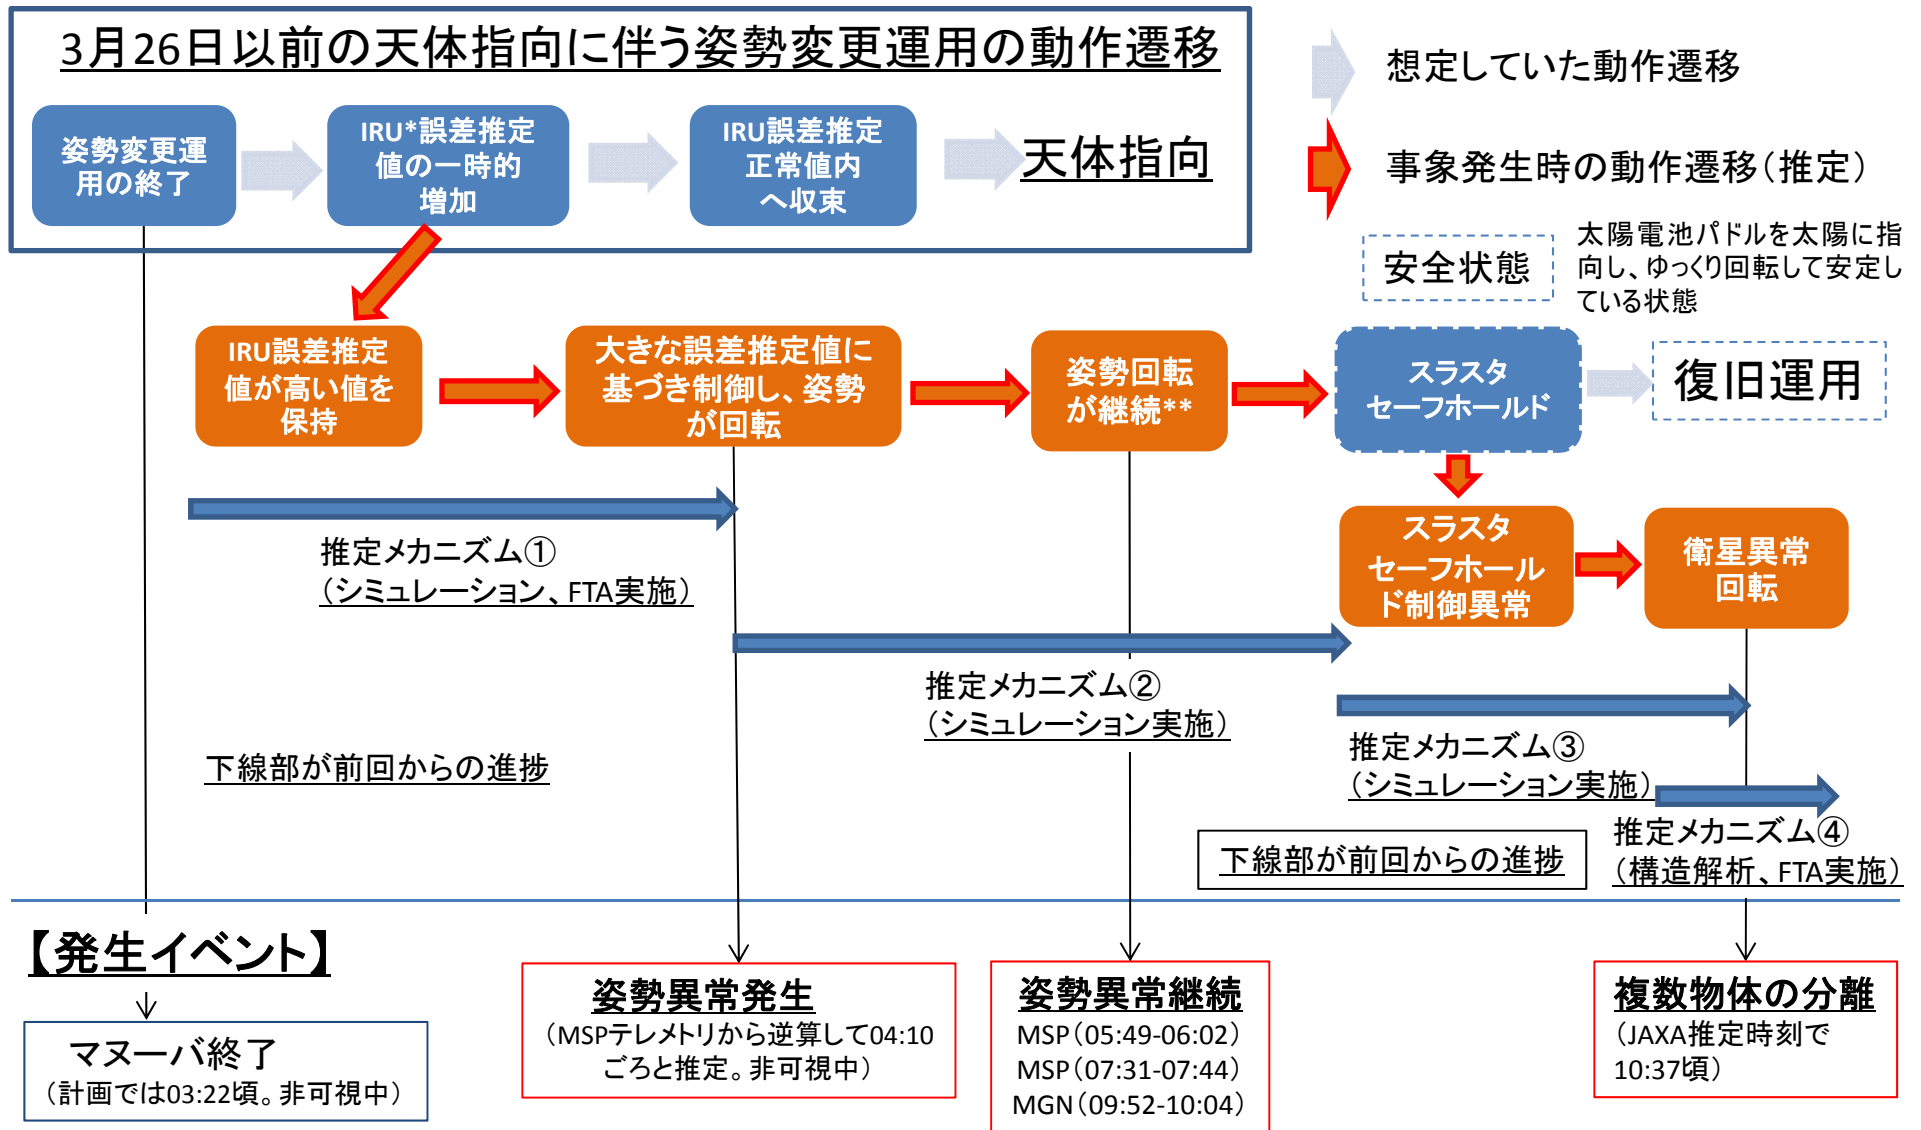 3月26日以前の天体指向に伴う姿勢変更運用の動作遷移
姿勢変更運
用の終了
IRU*誤差推定
値の一時的
増加
IRU誤差推定
正常値内
へ収束
天体指向
想定していた動作遷移
事象発生時の動作遷移(推定)
安全状態
太陽電池パドルを太陽に指
向し、ゆっくり回転して安定し
ている状態
IRU誤差推定
値が高い値を
保持
大きな誤差推定値に
基づき制御し、姿勢
が回転
姿勢回転
が継続**
スラスタ
セーフホールド
復旧運用
スラスタ
セーフホール
ド制御異常
衛星異常
回転
推定メカニズム①
(シミュレーション、FTA実施)
推定メカニズム②
(シミュレーション実施)
推定メカニズム③
(シミュレーション実施)
推定メカニズム④
(構造解析、FTA実施)
下線部が前回からの進捗
下線部が前回からの進捗
【発生イベント】
マヌーバ終了
(計画では03:22頃。非可視中)
姿勢異常発生
(MSPテレメトリから逆算して04:10
ごろと推定。非可視中)
姿勢異常継続
MSP(05:49-06:02)
MSP(07:31-07:44)
MGN(09:52-10:04)
複数物体の分離
(JAXA推定時刻で
10:37頃)